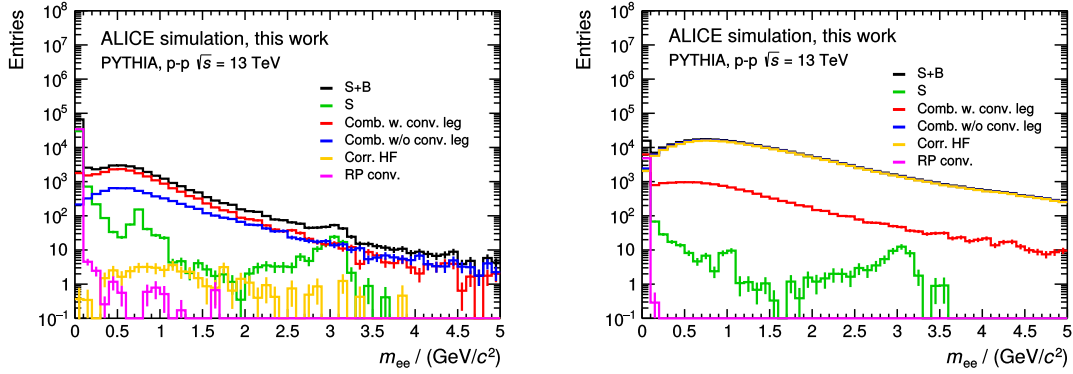 Entries
10^8
10^7
10^6
10^5
10^4
10^3
10^2
10
1
10^−1
ALICE simulation, this work
PYTHIA, p-p √s = 13 TeV
S+B
S
Comb. w. conv. leg
Comb. w/o conv. leg
Corr. HF
RP conv.
0 0.5 1 1.5 2 2.5 3 3.5 4 4.5 5
m_ee / (GeV/c^2)
Entries
10^8
10^7
10^6
10^5
10^4
10^3
10^2
10
1
10^−1
ALICE simulation, this work
PYTHIA, p-p √s = 13 TeV
S+B
S
Comb. w. conv. leg
Comb. w/o conv. leg
Corr. HF
RP conv.
0 0.5 1 1.5 2 2.5 3 3.5 4 4.5 5
m_ee / (GeV/c^2)